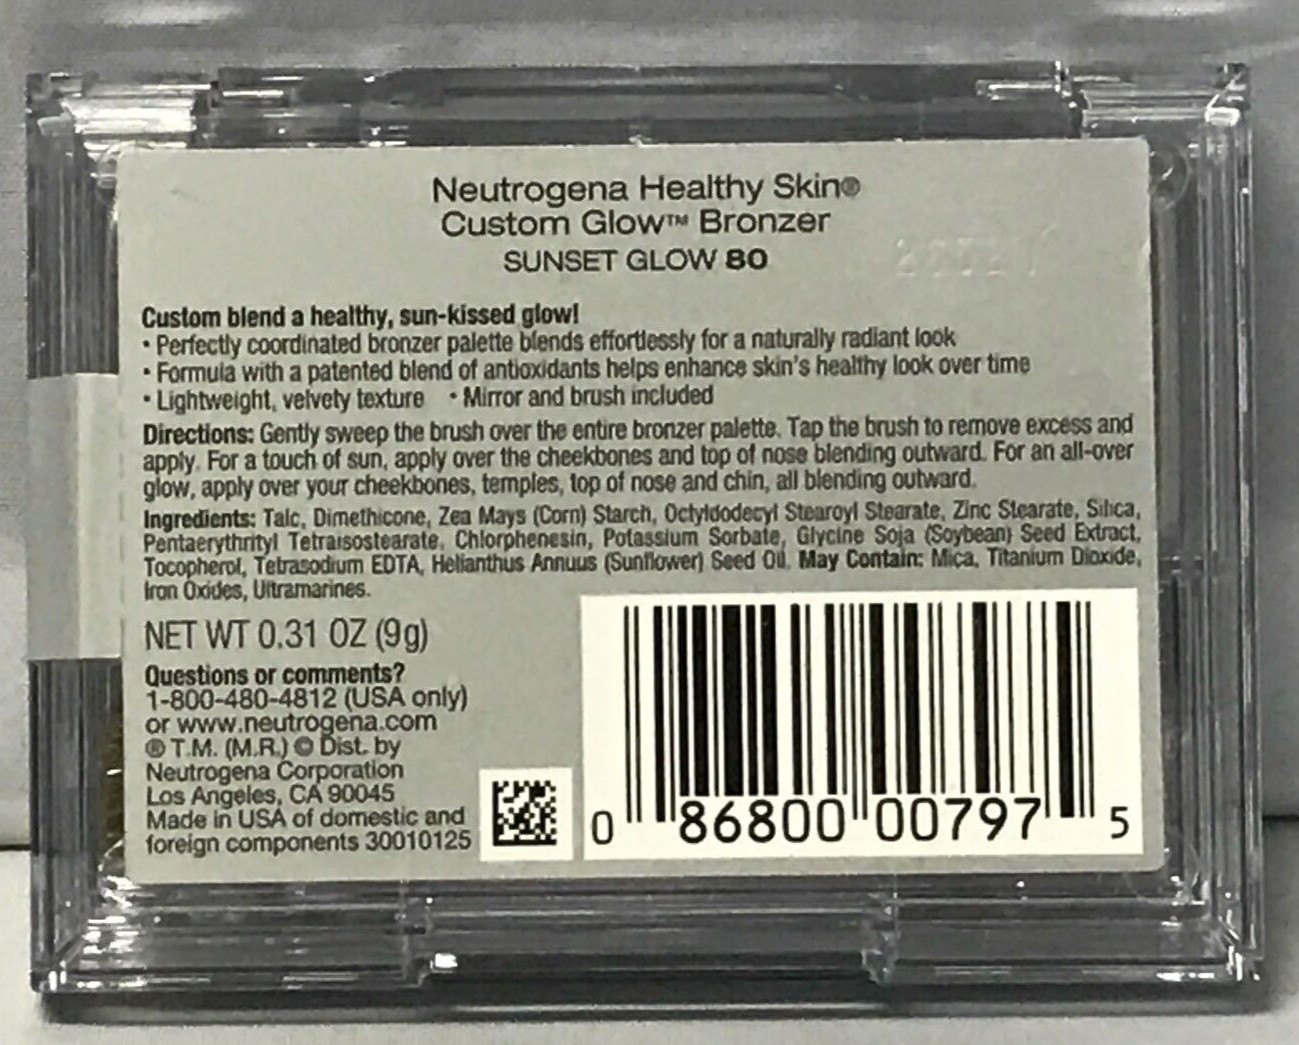 Neutrogena Healthy Skin®
Custom Glow™ Bronzer
SUNSET GLOW 80
Custom blend a healthy, sun-kissed glow!
• Perfectly coordinated bronzer palette blends effortlessly for a naturally radiant look
• Formula with a patented blend of antioxidants helps enhance skin's healthy look over time
• Lightweight, velvety texture • Mirror and brush included
Directions: Gently sweep the brush over the entire bronzer palette. Tap the brush to remove excess and
apply. For a touch of sun, apply over the cheekbones and top of nose blending outward. For an all-over
glow, apply over your cheekbones, temples, top of nose and chin, all blending outward.
Ingredients: Talc, Dimethicone, Zea Mays (Corn) Starch, Octyldodecyl Stearoyl Stearate, Zinc Stearate, Silica,
Pentaerythrityl Tetraisostearate, Chlorphenesin, Potassium Sorbate, Glycine Soja (Soybean) Seed Extract,
Tocopherol, Tetrasodium EDTA, Helianthus Annuus (Sunflower) Seed Oil. May Contain: Mica, Titanium Dioxide,
Iron Oxides, Ultramarines.
NET WT 0.31 OZ (9g)
Questions or comments?
1-800-480-4812 (USA only)
or www.neutrogena.com
® T.M. (M.R.) © Dist. by
Neutrogena Corporation
Los Angeles, CA 90045
Made in USA of domestic and
foreign components 30010125
0 86800 00797 5